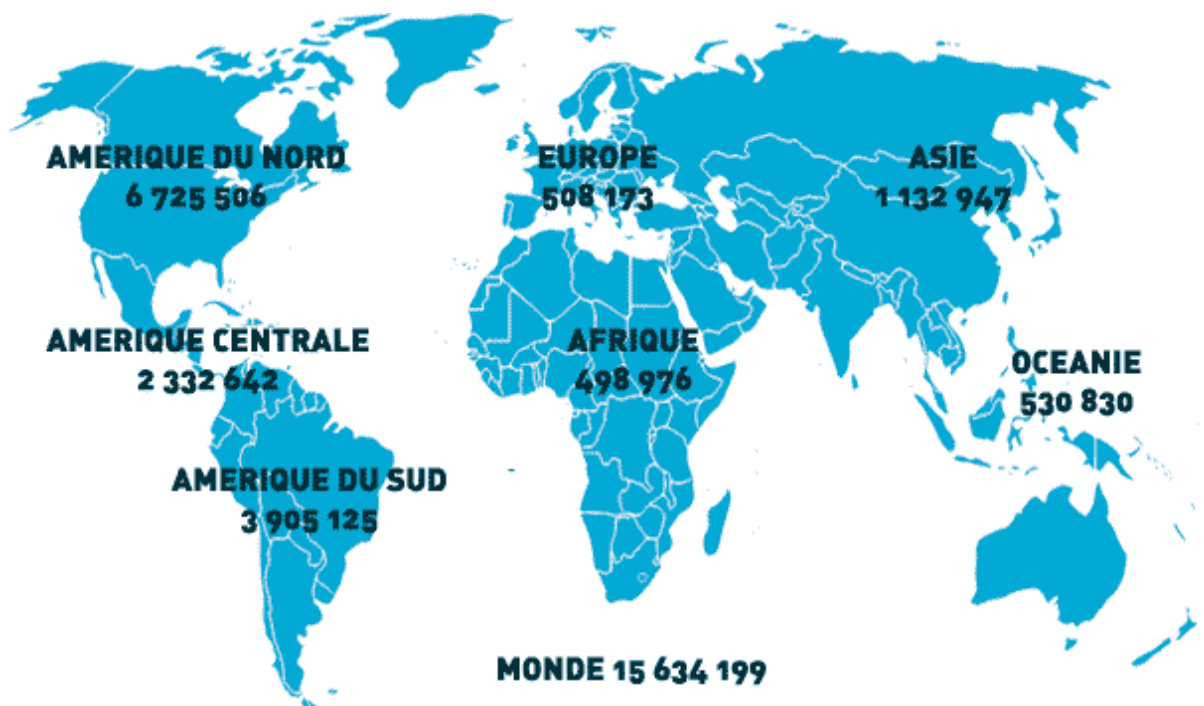 AMERIQUE DU NORD
6 725 506
EUROPE
508 173
ASIE
1 132 947
AMERIQUE CENTRALE
2 332 642
AFRIQUE
498 976
OCEANIE
530 830
AMERIQUE DU SUD
3 905 125
MONDE 15 634 199